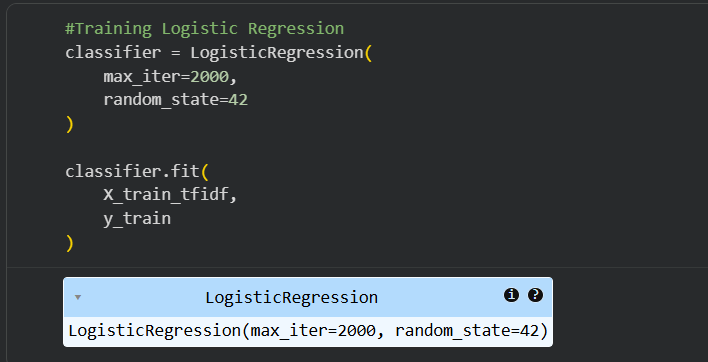 #Training Logistic Regression
classifier = LogisticRegression(
    max_iter=2000,
    random_state=42
)

classifier.fit(
    X_train_tfidf,
    y_train
)
LogisticRegression
LogisticRegression(max_iter=2000, random_state=42)